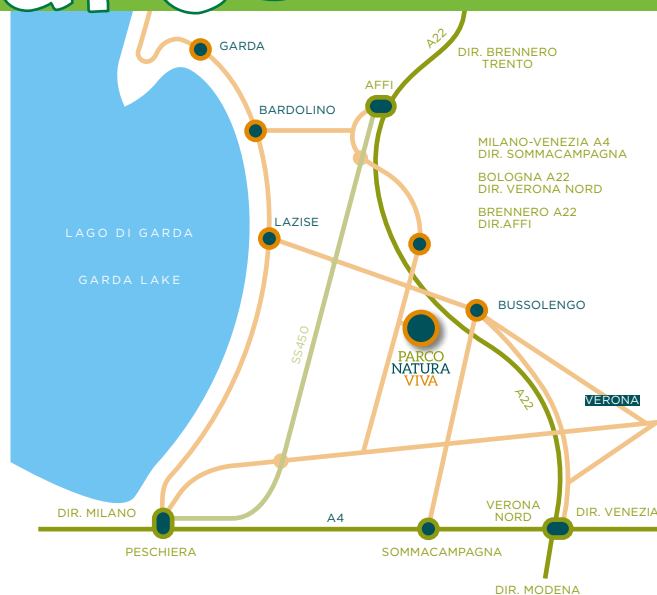 GARDA
A22
DIR. BRENNERO
TRENTO
AFFI
BARDOLINO
MILANO-VENEZIA A4
DIR. SOMMACAMPAGNA
BOLOGNA A22
DIR. VERONA NORD
BRENNERO A22
DIR.AFFI
LAZISE
LAGO DI GARDA
GARDA LAKE
BUSSOLENGO
SS450
PARCO
NATURA
VIVA
A22
VERONA
DIR. MILANO
A4
VERONA
NORD
DIR. VENEZIA
PESCHIERA
SOMMACAMPAGNA
DIR. MODENA